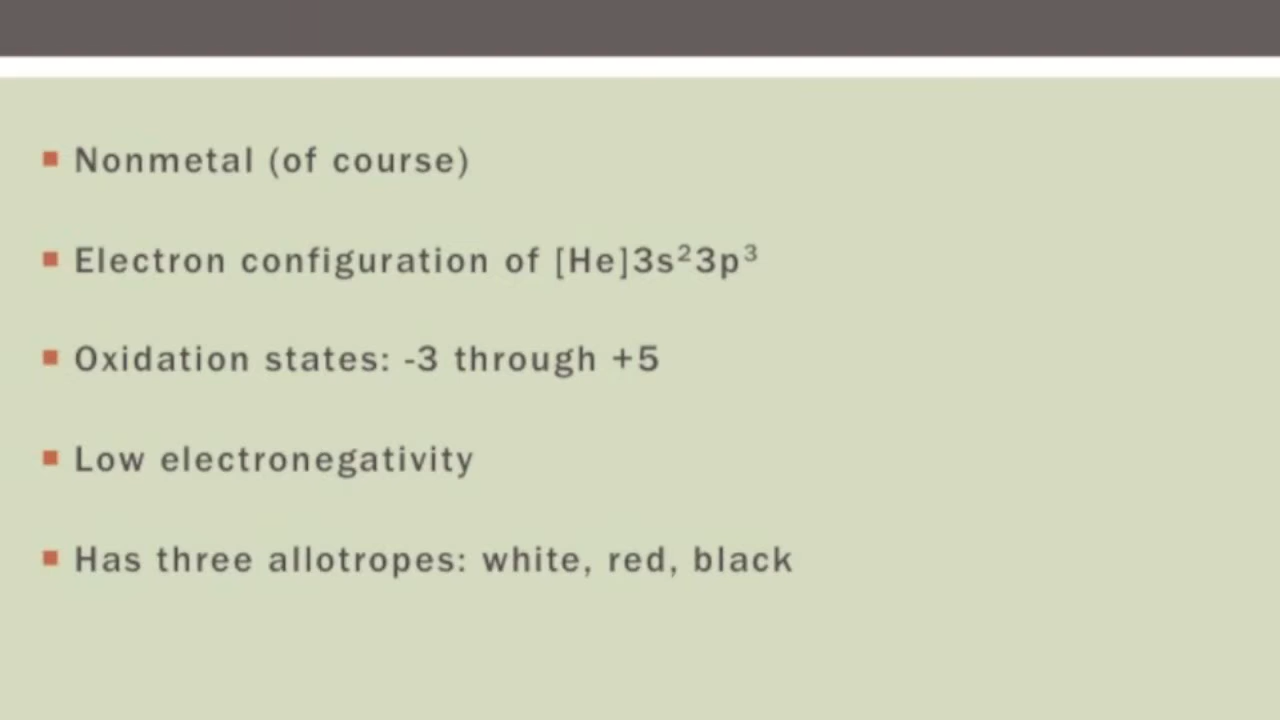 Nonmetal (of course)
Electron configuration of [He]3s²3p³
Oxidation states: -3 through +5
Low electronegativity
Has three allotropes: white, red, black